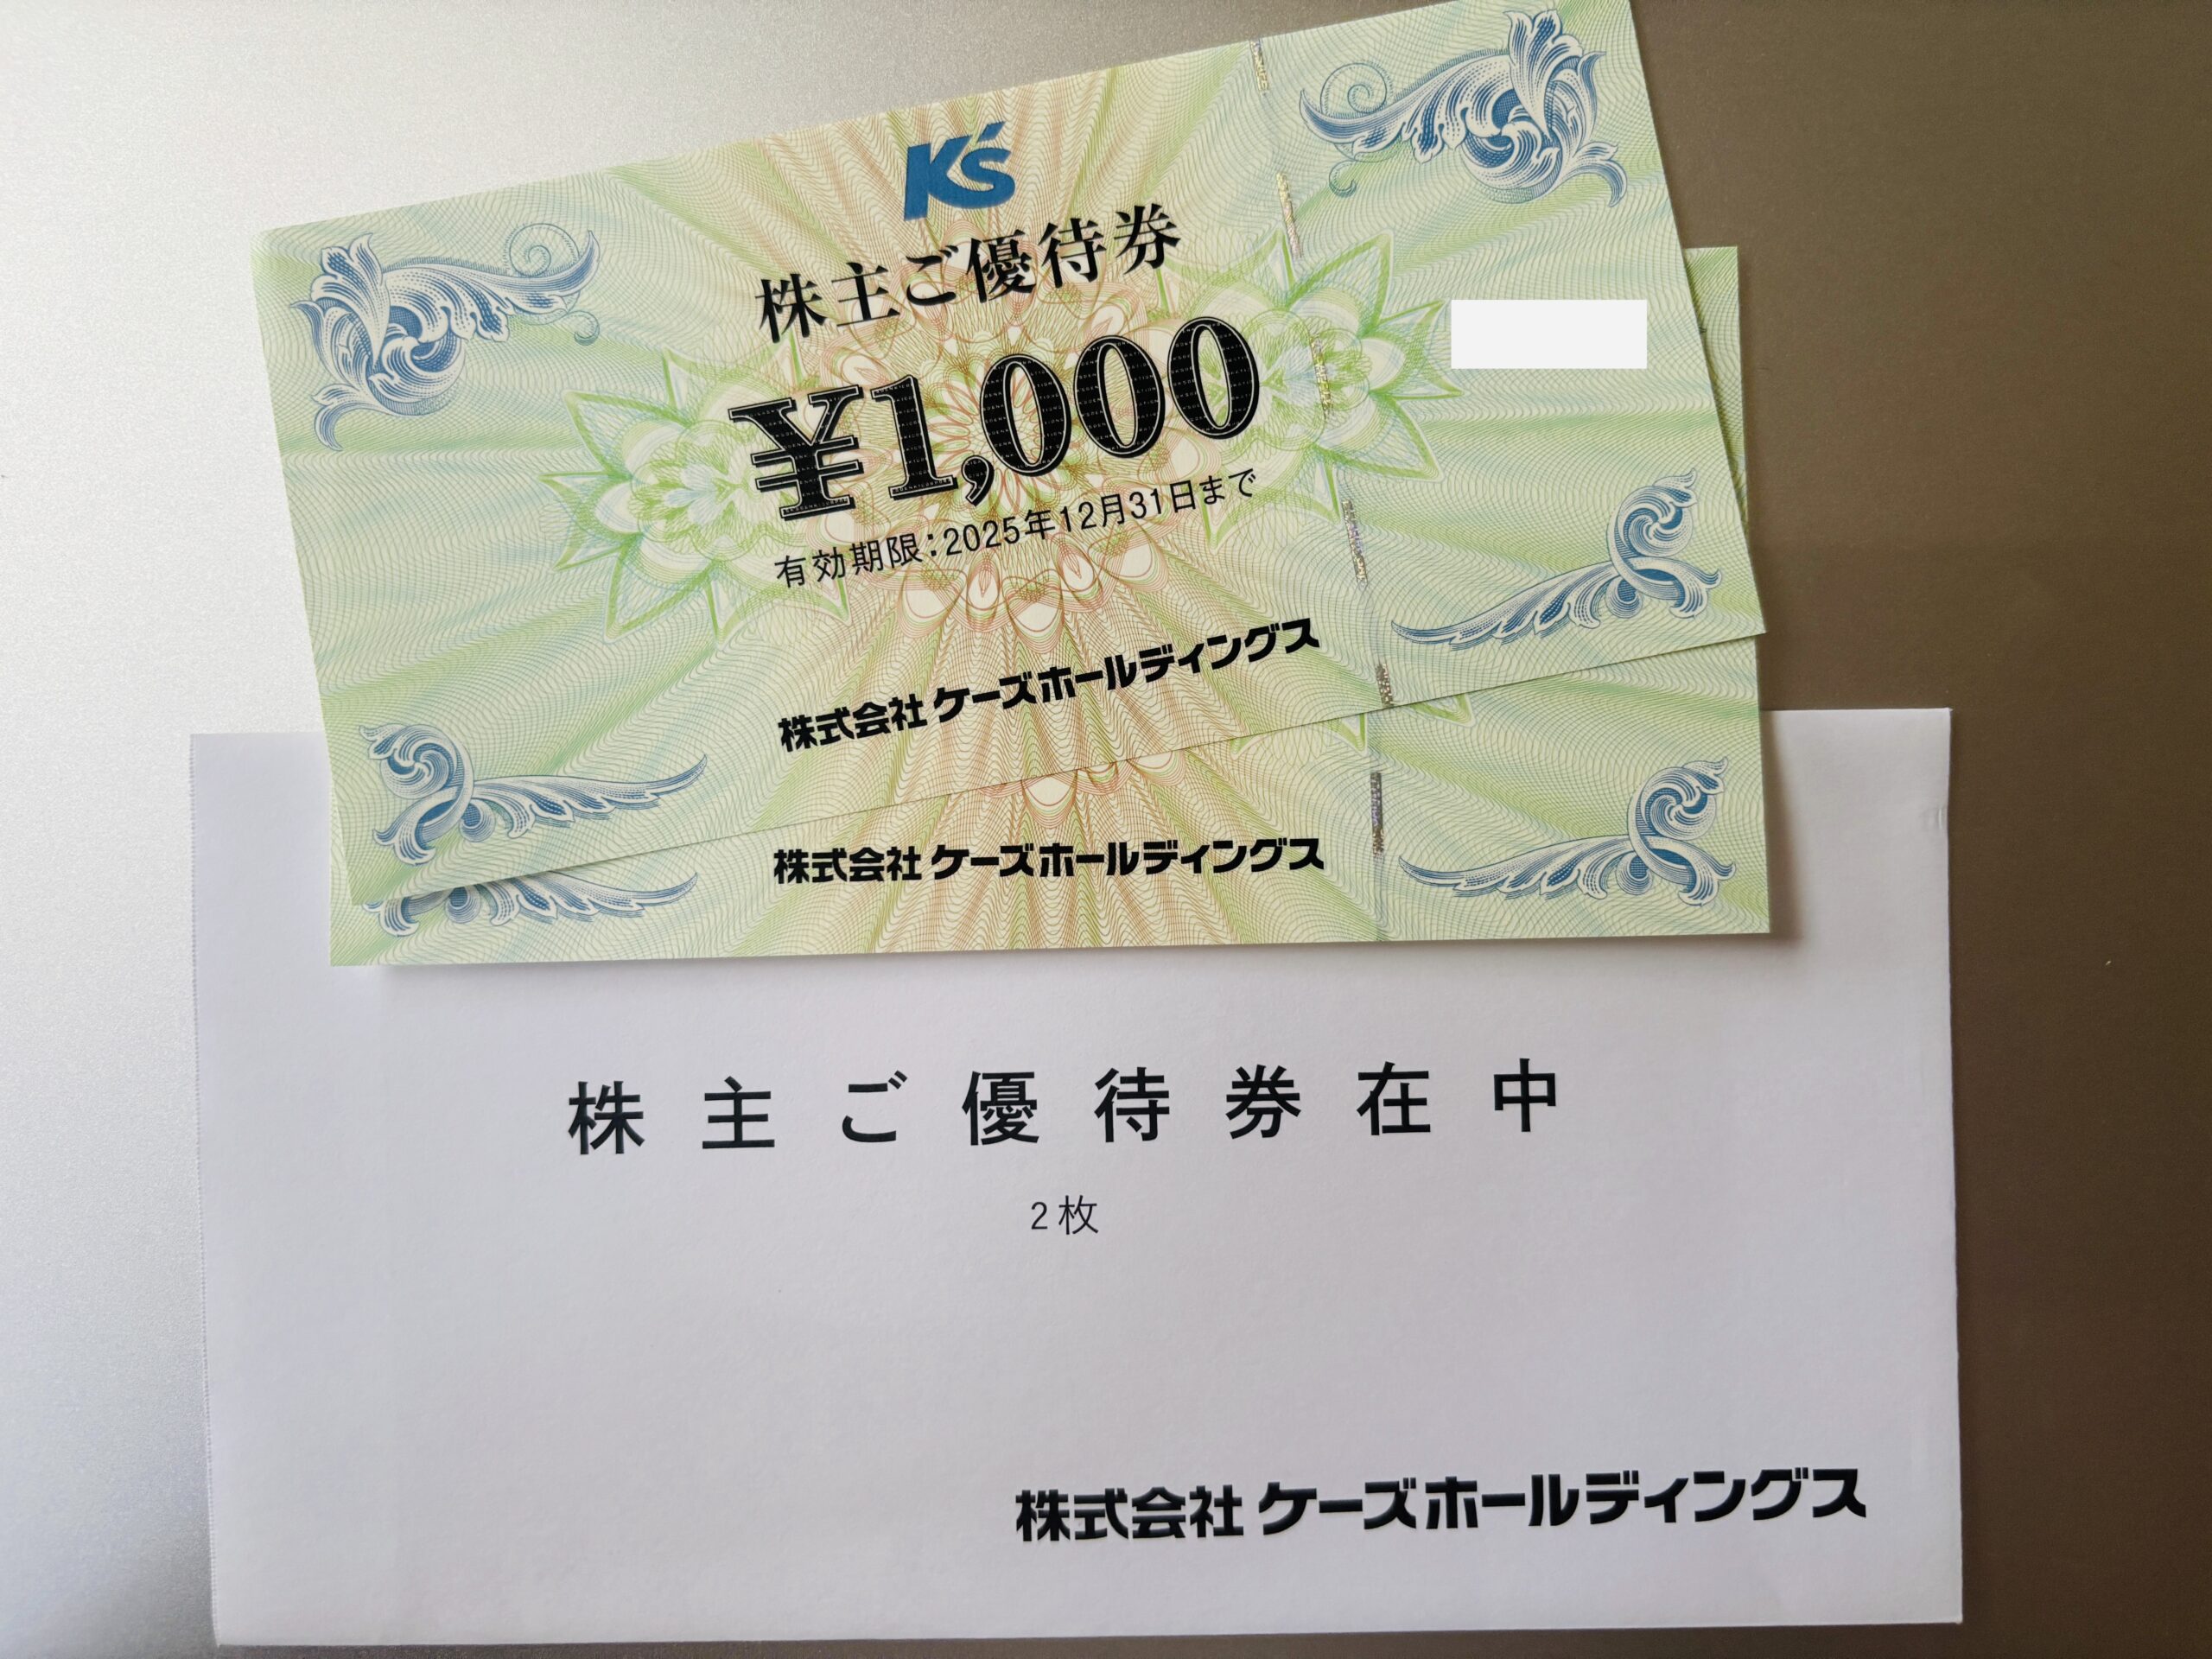 K's
株主ご優待券
¥1,000
有効期限：2025年12月31日まで
株式会社 ケーズホールディングス
株式会社 ケーズホールディングス
株主ご優待券在中
2枚
株式会社 ケーズホールディングス